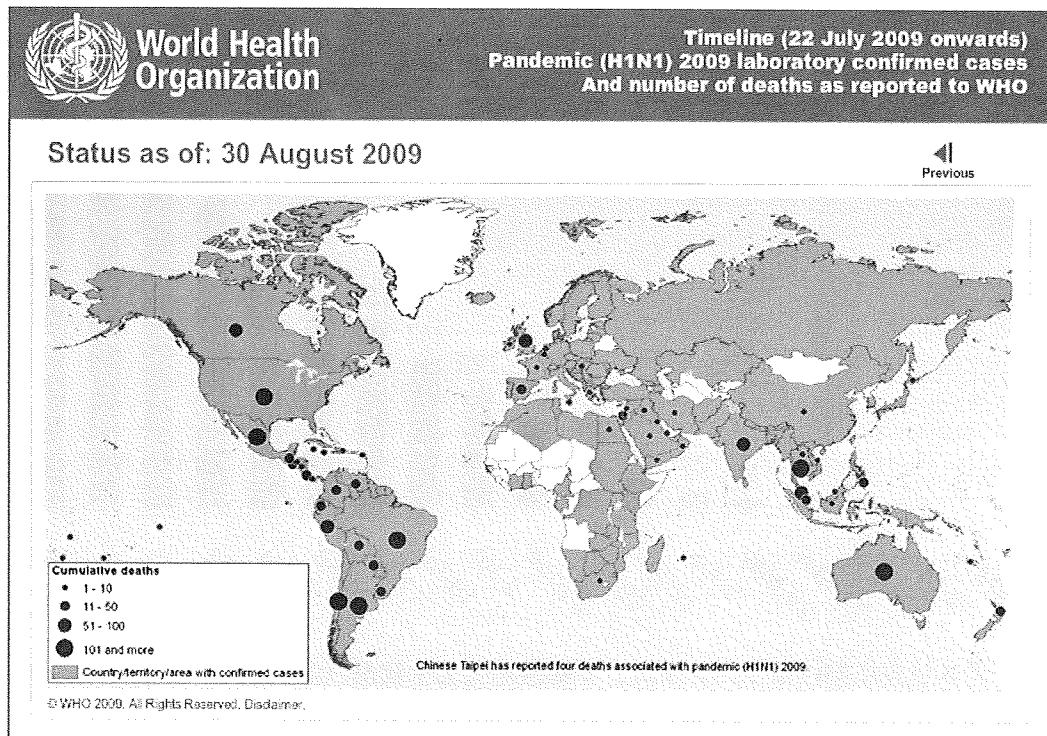 World Health
Organization
Timeline (22 July 2009 onwards)
Pandemic (H1N1) 2009 laboratory confirmed cases
And number of deaths as reported to WHO
Status as of: 30 August 2009
Previous
Cumulative deaths
1 - 10
11 - 50
51 - 100
101 and more
Country/territory/area with confirmed cases
Chinese Taipei has reported four deaths associated with pandemic (H1N1) 2009.
© WHO 2009. All Rights Reserved. Disclaimer.